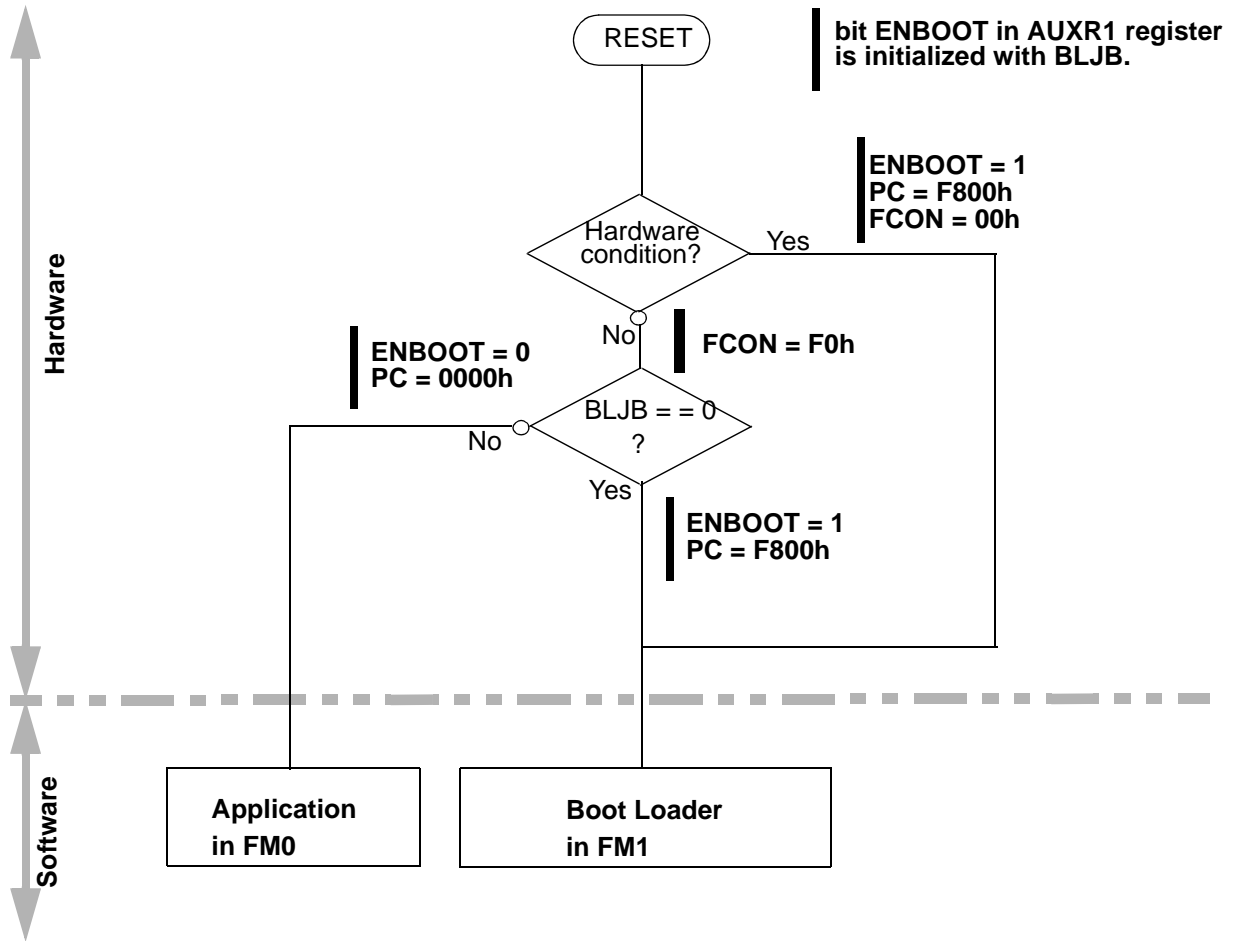 RESET
bit ENBOOT in AUXR1 register
is initialized with BLJB.
ENBOOT = 1
PC = F800h
FCON = 00h
Hardware
condition?
Yes
No
FCON = F0h
ENBOOT = 0
PC = 0000h
BLJB = = 0
?
No
Yes
ENBOOT = 1
PC = F800h
Hardware
Application
in FM0
Boot Loader
in FM1
Software